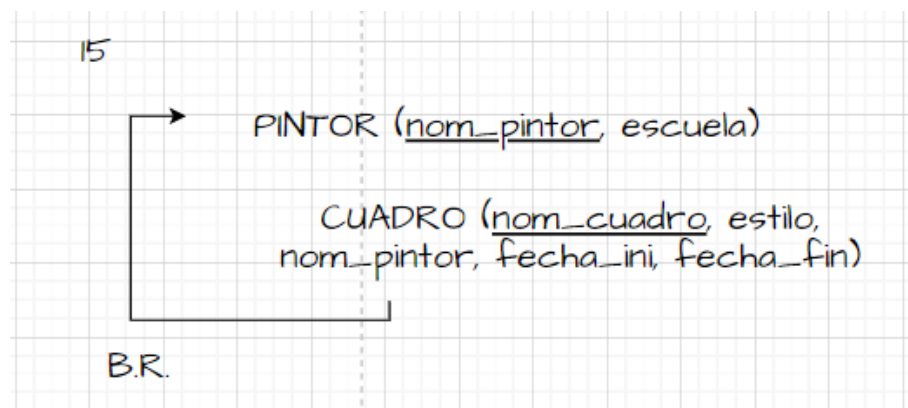 15
PINTOR (nom_pintor, escuela)
CUADRO (nom_cuadro, estilo,
nom_pintor, fecha_ini, fecha_fin)
B.R.